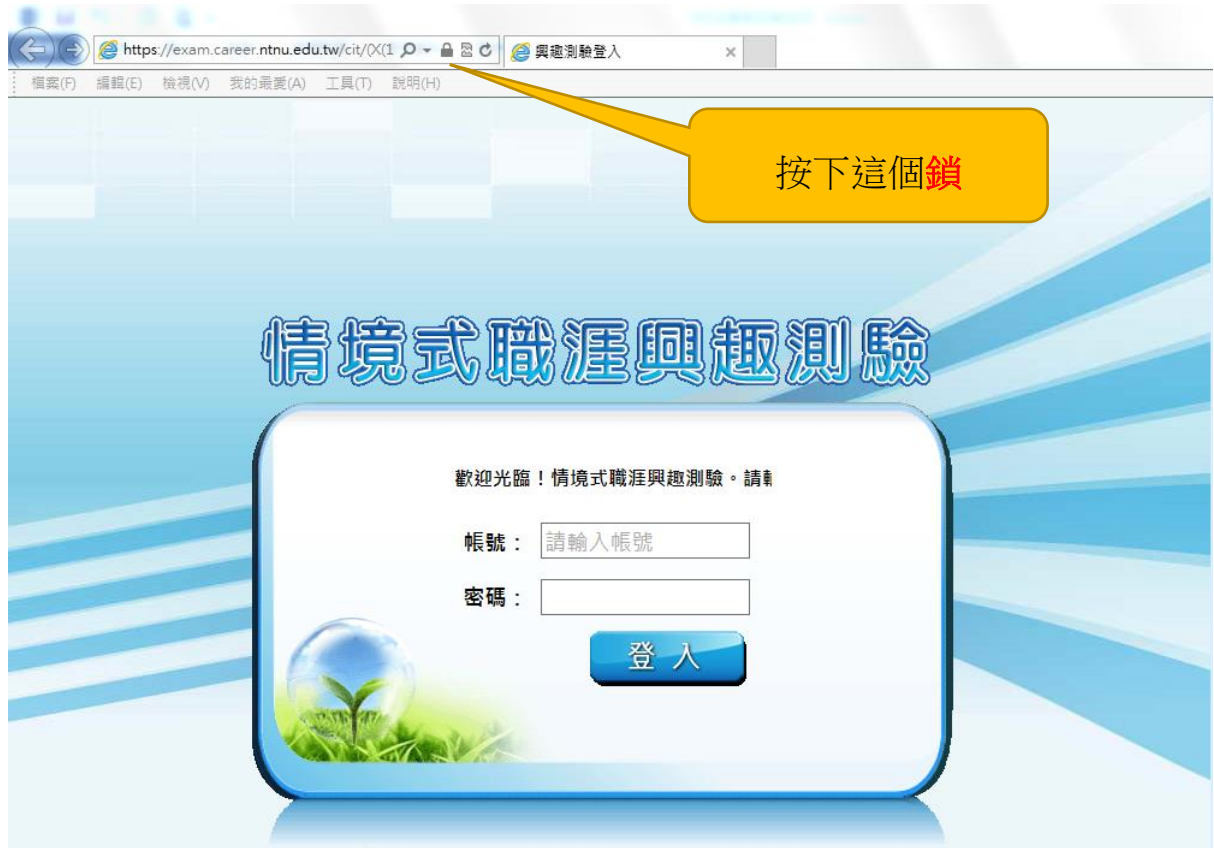 https://exam.career.ntnu.edu.tw/cit/(X(1
興趣測驗登入
檔案(F) 編輯(E) 檢視(V) 我的最愛(A) 工具(T) 說明(H)
按下這個鎖
情境式職涯興趣測驗
歡迎光臨！情境式職涯興趣測驗。請
帳號：
請輸入帳號
密碼：
登入